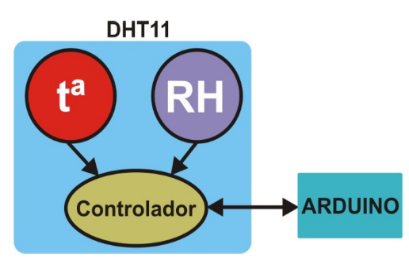 DHT11
tª
RH
Controlador
ARDUINO